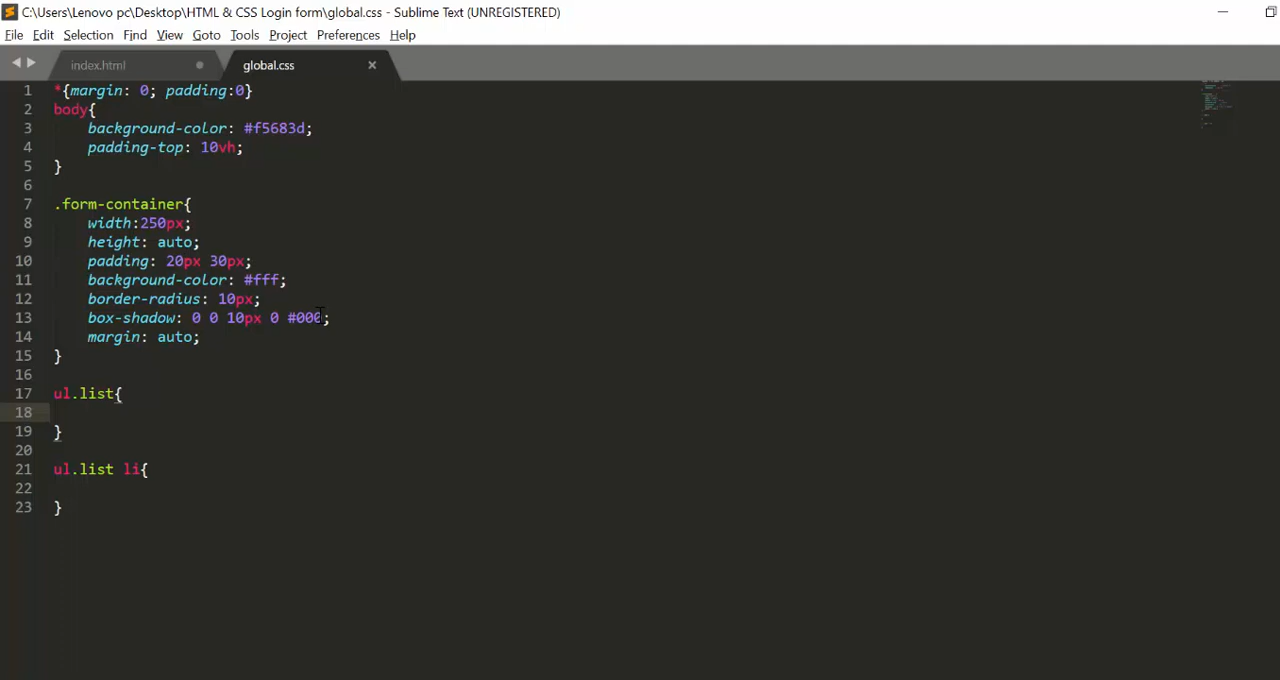 C:\Users\Lenovo pc\Desktop\HTML & CSS Login form\global.css - Sublime Text (UNREGISTERED)
File Edit Selection Find View Goto Tools Project Preferences Help
index.html global.css
1 *{margin: 0; padding:0}
2 body{
3     background-color: #f5683d;
4     padding-top: 10vh;
5 }
6
7 .form-container{
8     width:250px;
9     height: auto;
10     padding: 20px 30px;
11     background-color: #fff;
12     border-radius: 10px;
13     box-shadow: 0 0 10px 0 #000;
14     margin: auto;
15 }
16
17 ul.list{
18
19 }
20
21 ul.list li{
22
23 }